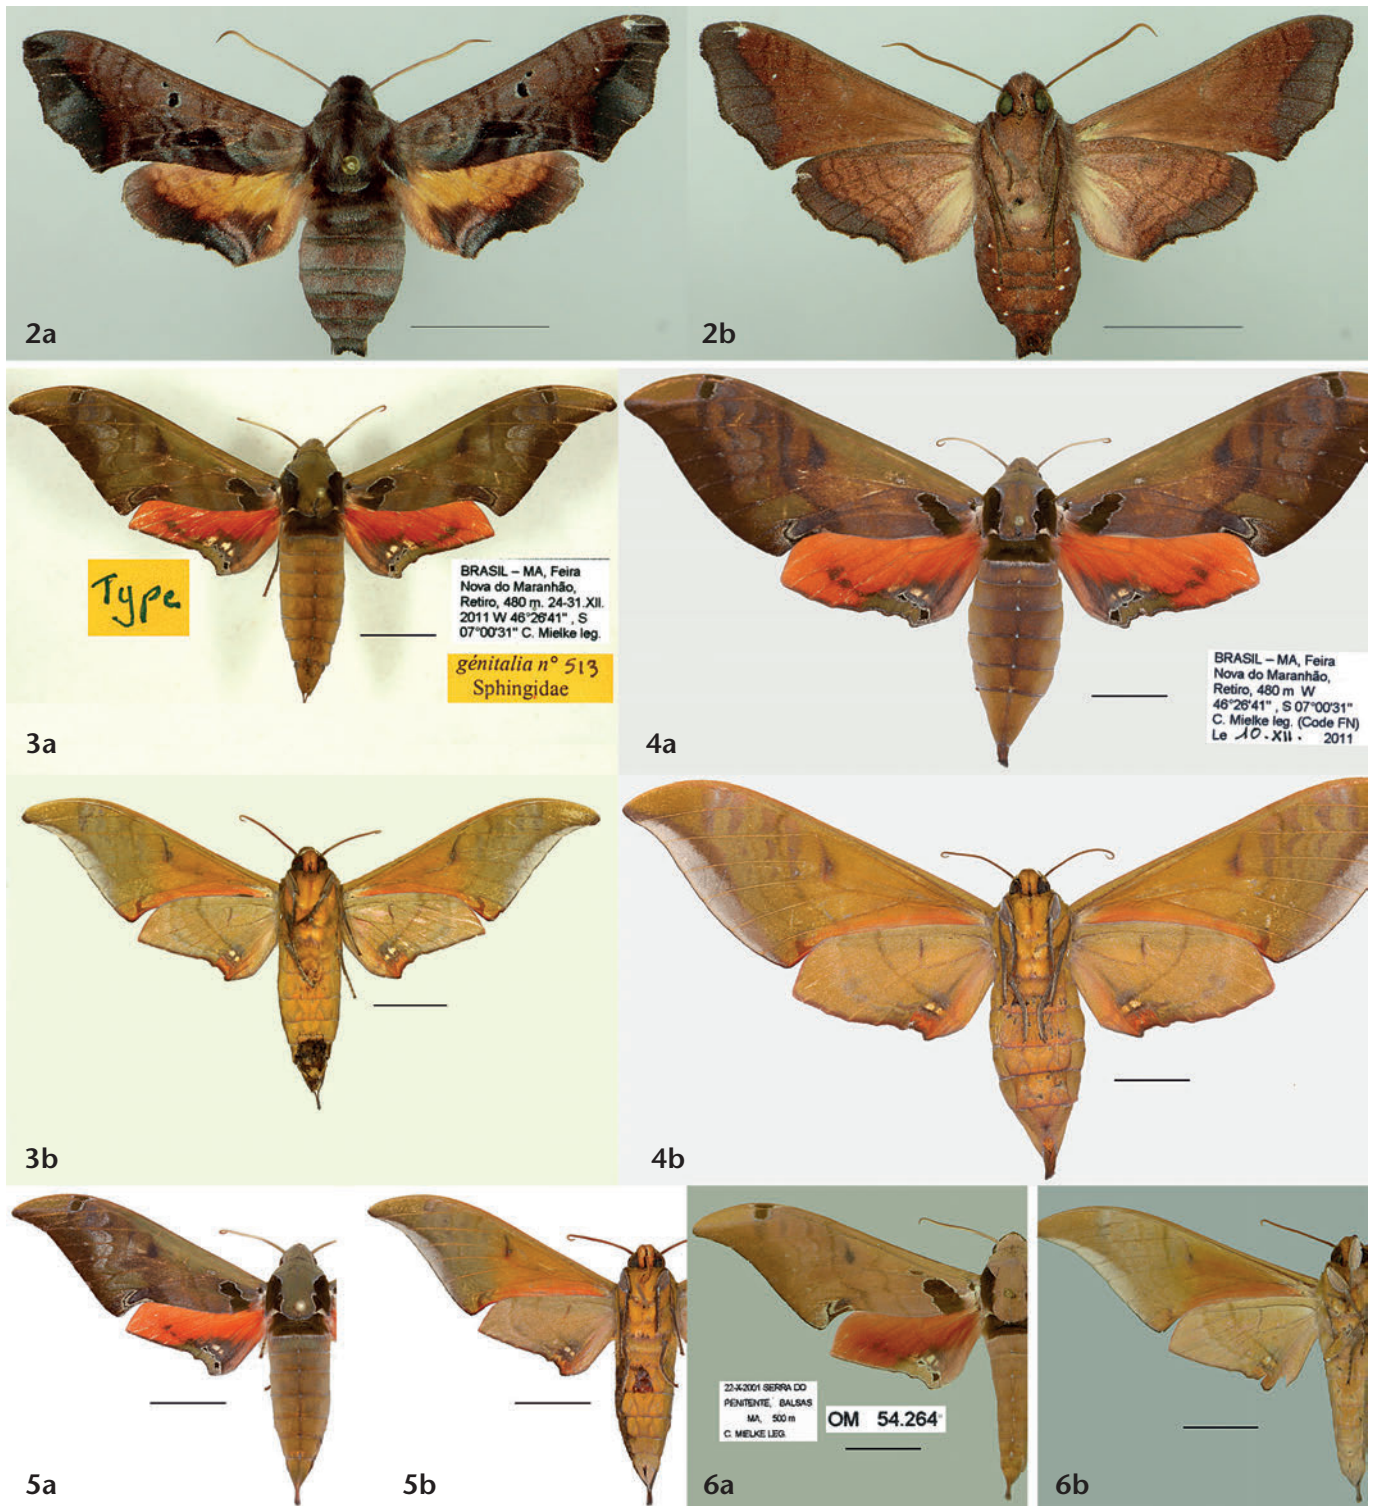 2a
2b
Type
BRASIL – MA, Feira
Nova do Maranhão,
Retiro, 480 m. 24-31.XII.
2011 W 46°26'41" , S
07°00'31" C. Mielke leg.
génitalia n° 513
Sphingidae
3a
BRASIL – MA, Feira
Nova do Maranhão,
Retiro, 480 m W
46°26'41" , S 07°00'31"
C. Mielke leg. (Code FN)
Le 10.XII. 2011
4a
3b
4b
5a
5b
22-X-2001 SERRA DO
PENITENTE, BALSAS
MA, 500 m
C. MIELKE LEG.
OM 54.264
6a
6b